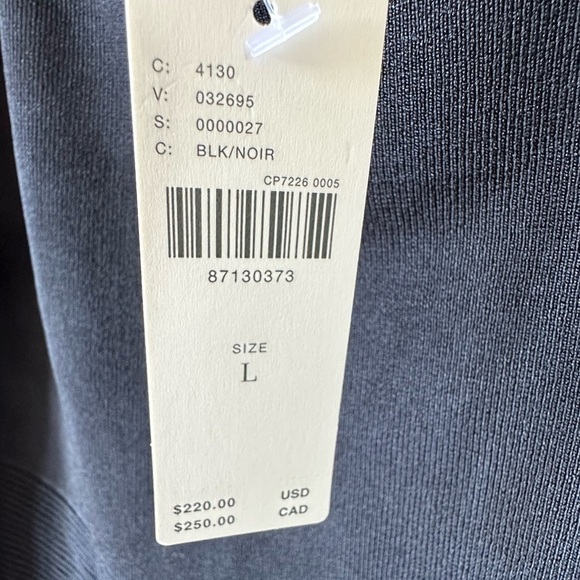 C: 4130
V: 032695
S: 0000027
C: BLK/NOIR
CP7226 0005
87130373
SIZE
L
$220.00 USD
$250.00 CAD